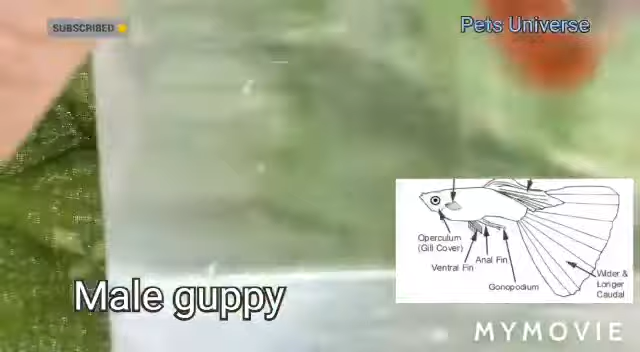 SUBSCRIBED
Pets Universe
Operculum
(Gill Cover)
Ventral Fin
Anal Fin
Gonopodium
Wider &
Longer
Caudal
Male guppy
MYMOVIE